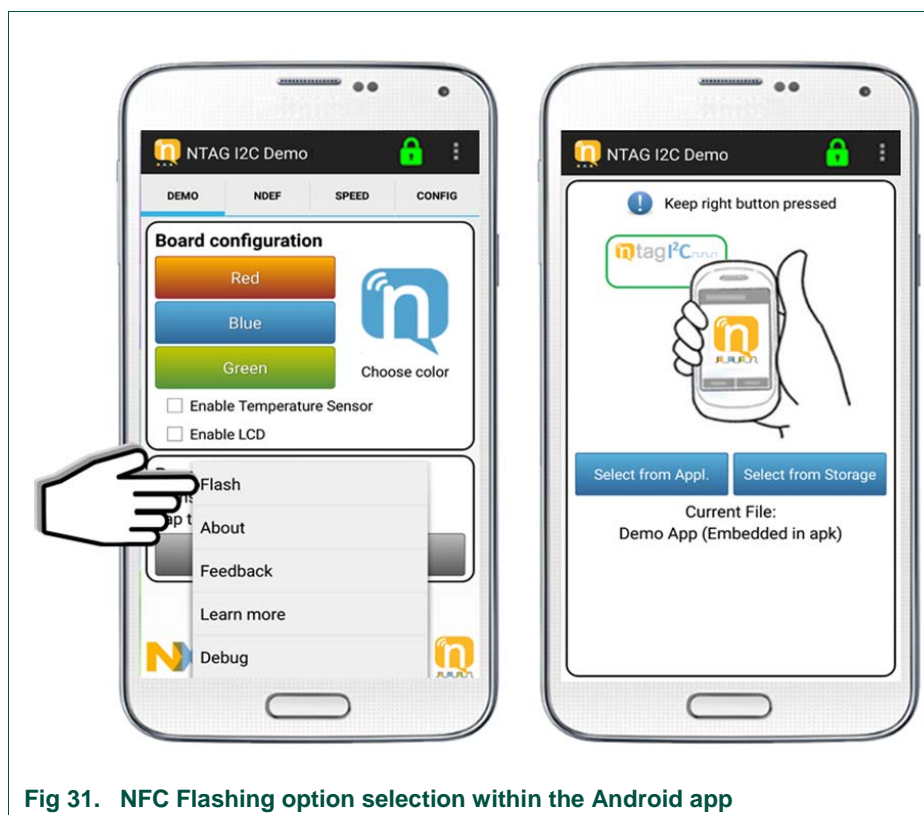 NTAG I2C Demo
DEMO NDEF SPEED CONFIG
Board configuration
Red
Blue
Green
Choose color
Enable Temperature Sensor
Enable LCD
Flash
About
Feedback
Learn more
Debug
NTAG I2C Demo
Keep right button pressed
ntag I²C
Select from Appl. Select from Storage
Current File:
Demo App (Embedded in apk)
Fig 31. NFC Flashing option selection within the Android app